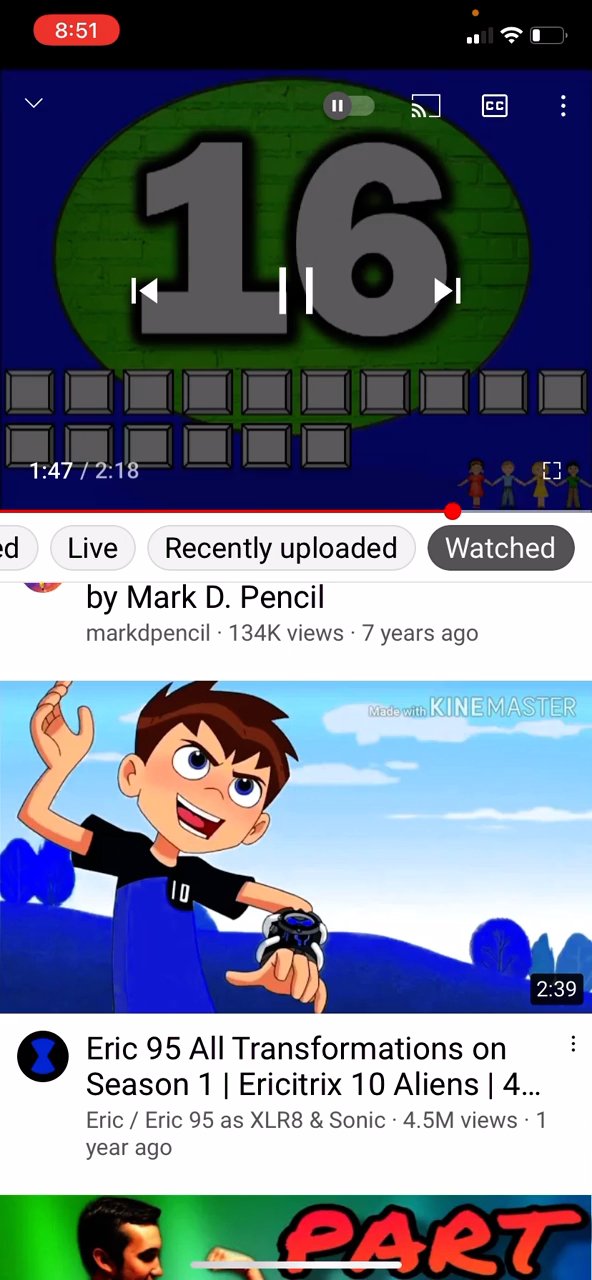 8:51
CC
16
1:47 / 2:18
ed
Live
Recently uploaded
Watched
by Mark D. Pencil
markdpencil · 134K views · 7 years ago
Made with KINEMASTER
10
2:39
Eric 95 All Transformations on
Season 1 | Ericitrix 10 Aliens | 4...
Eric / Eric 95 as XLR8 & Sonic · 4.5M views · 1
year ago
PART